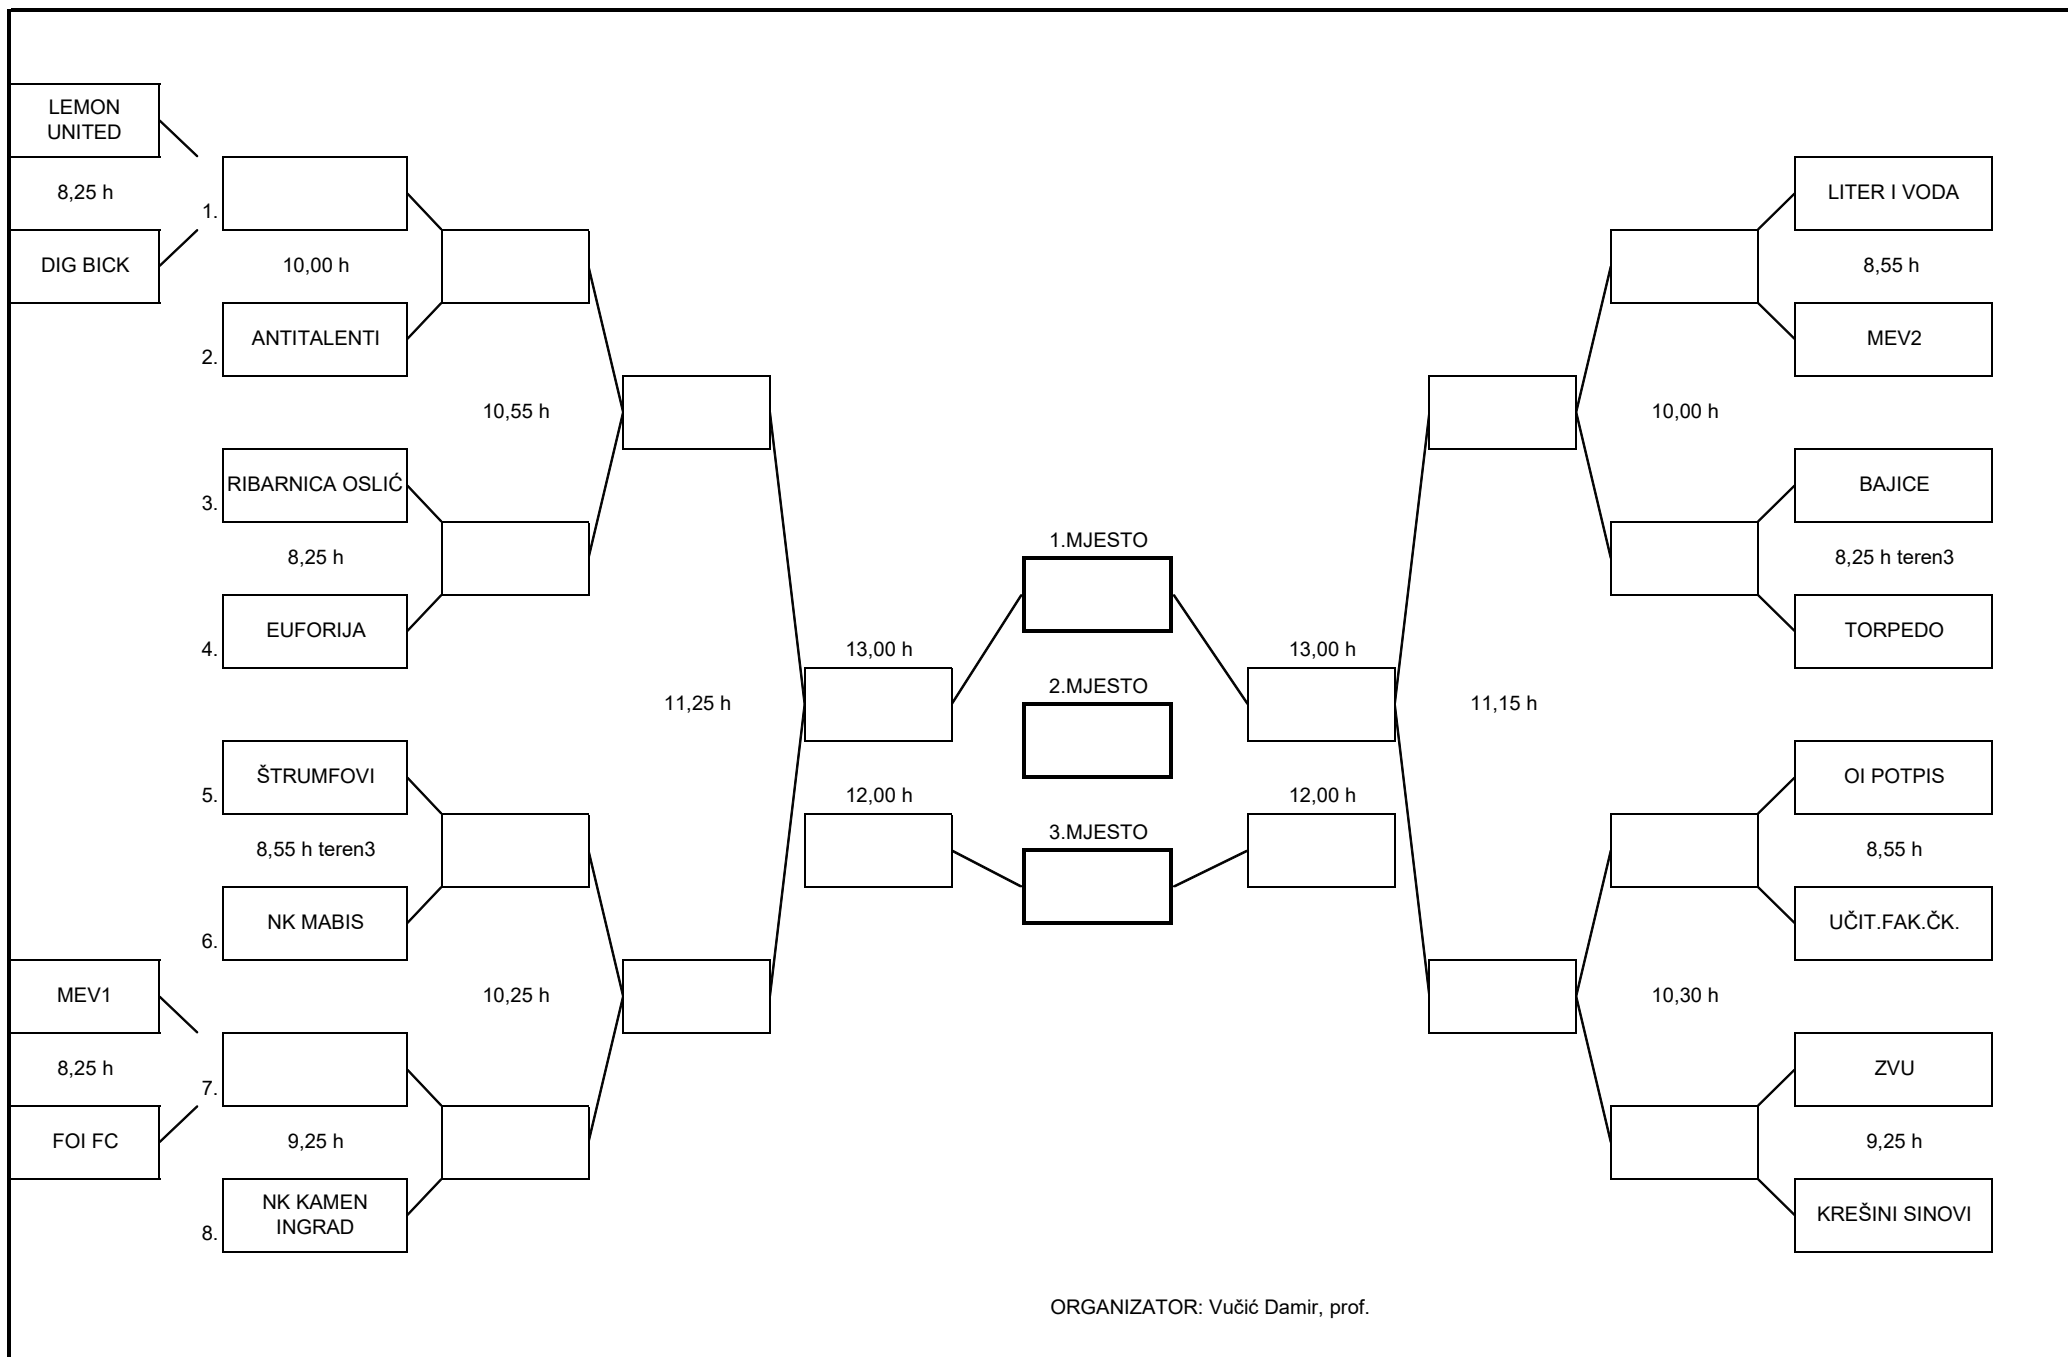 LEMON
UNITED
8,25 h
LITER I VODA
1.
DIG BICK
10,00 h
8,55 h
ANTITALENTI
MEV2
2.
10,55 h
10,00 h
RIBARNICA OSLIĆ
BAJICE
3.
1.MJESTO
8,25 h
8,25 h teren3
EUFORIJA
TORPEDO
4.
13,00 h
13,00 h
2.MJESTO
11,25 h
11,15 h
ŠTRUMFOVI
OI POTPIS
5.
12,00 h
12,00 h
3.MJESTO
8,55 h teren3
8,55 h
NK MABIS
UČIT.FAK.ČK.
6.
MEV1
10,25 h
10,30 h
8,25 h
ZVU
7.
FOI FC
9,25 h
9,25 h
NK KAMEN
INGRAD
KREŠINI SINOVI
8.
ORGANIZATOR: Vučić Damir, prof.